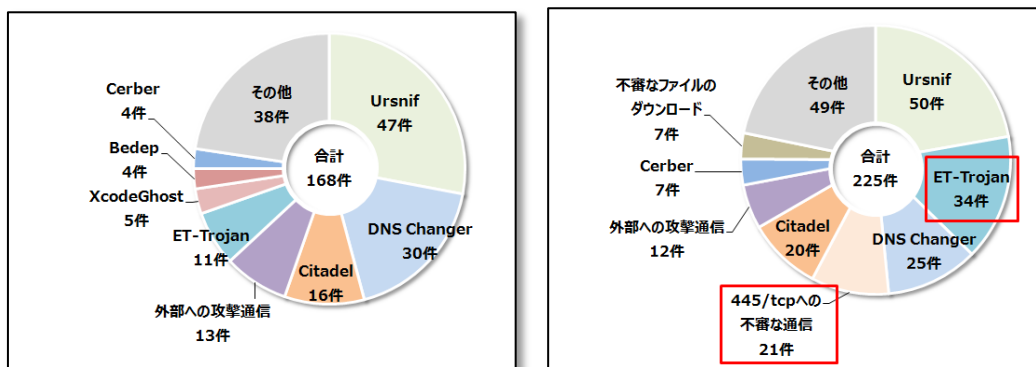 その他
38件
Ursnif
47件
DNS Changer
30件
Citadel
16件
外部への攻撃通信
13件
ET-Trojan
11件
XcodeGhost
5件
Bedep
4件
Cerber
4件
合計
168件
その他
49件
Ursnif
50件
ET-Trojan
34件
DNS Changer
25件
445/tcpへの
不審な通信
21件
Citadel
20件
外部への攻撃通信
12件
Cerber
7件
不審なファイルの
ダウンロード
7件
合計
225件